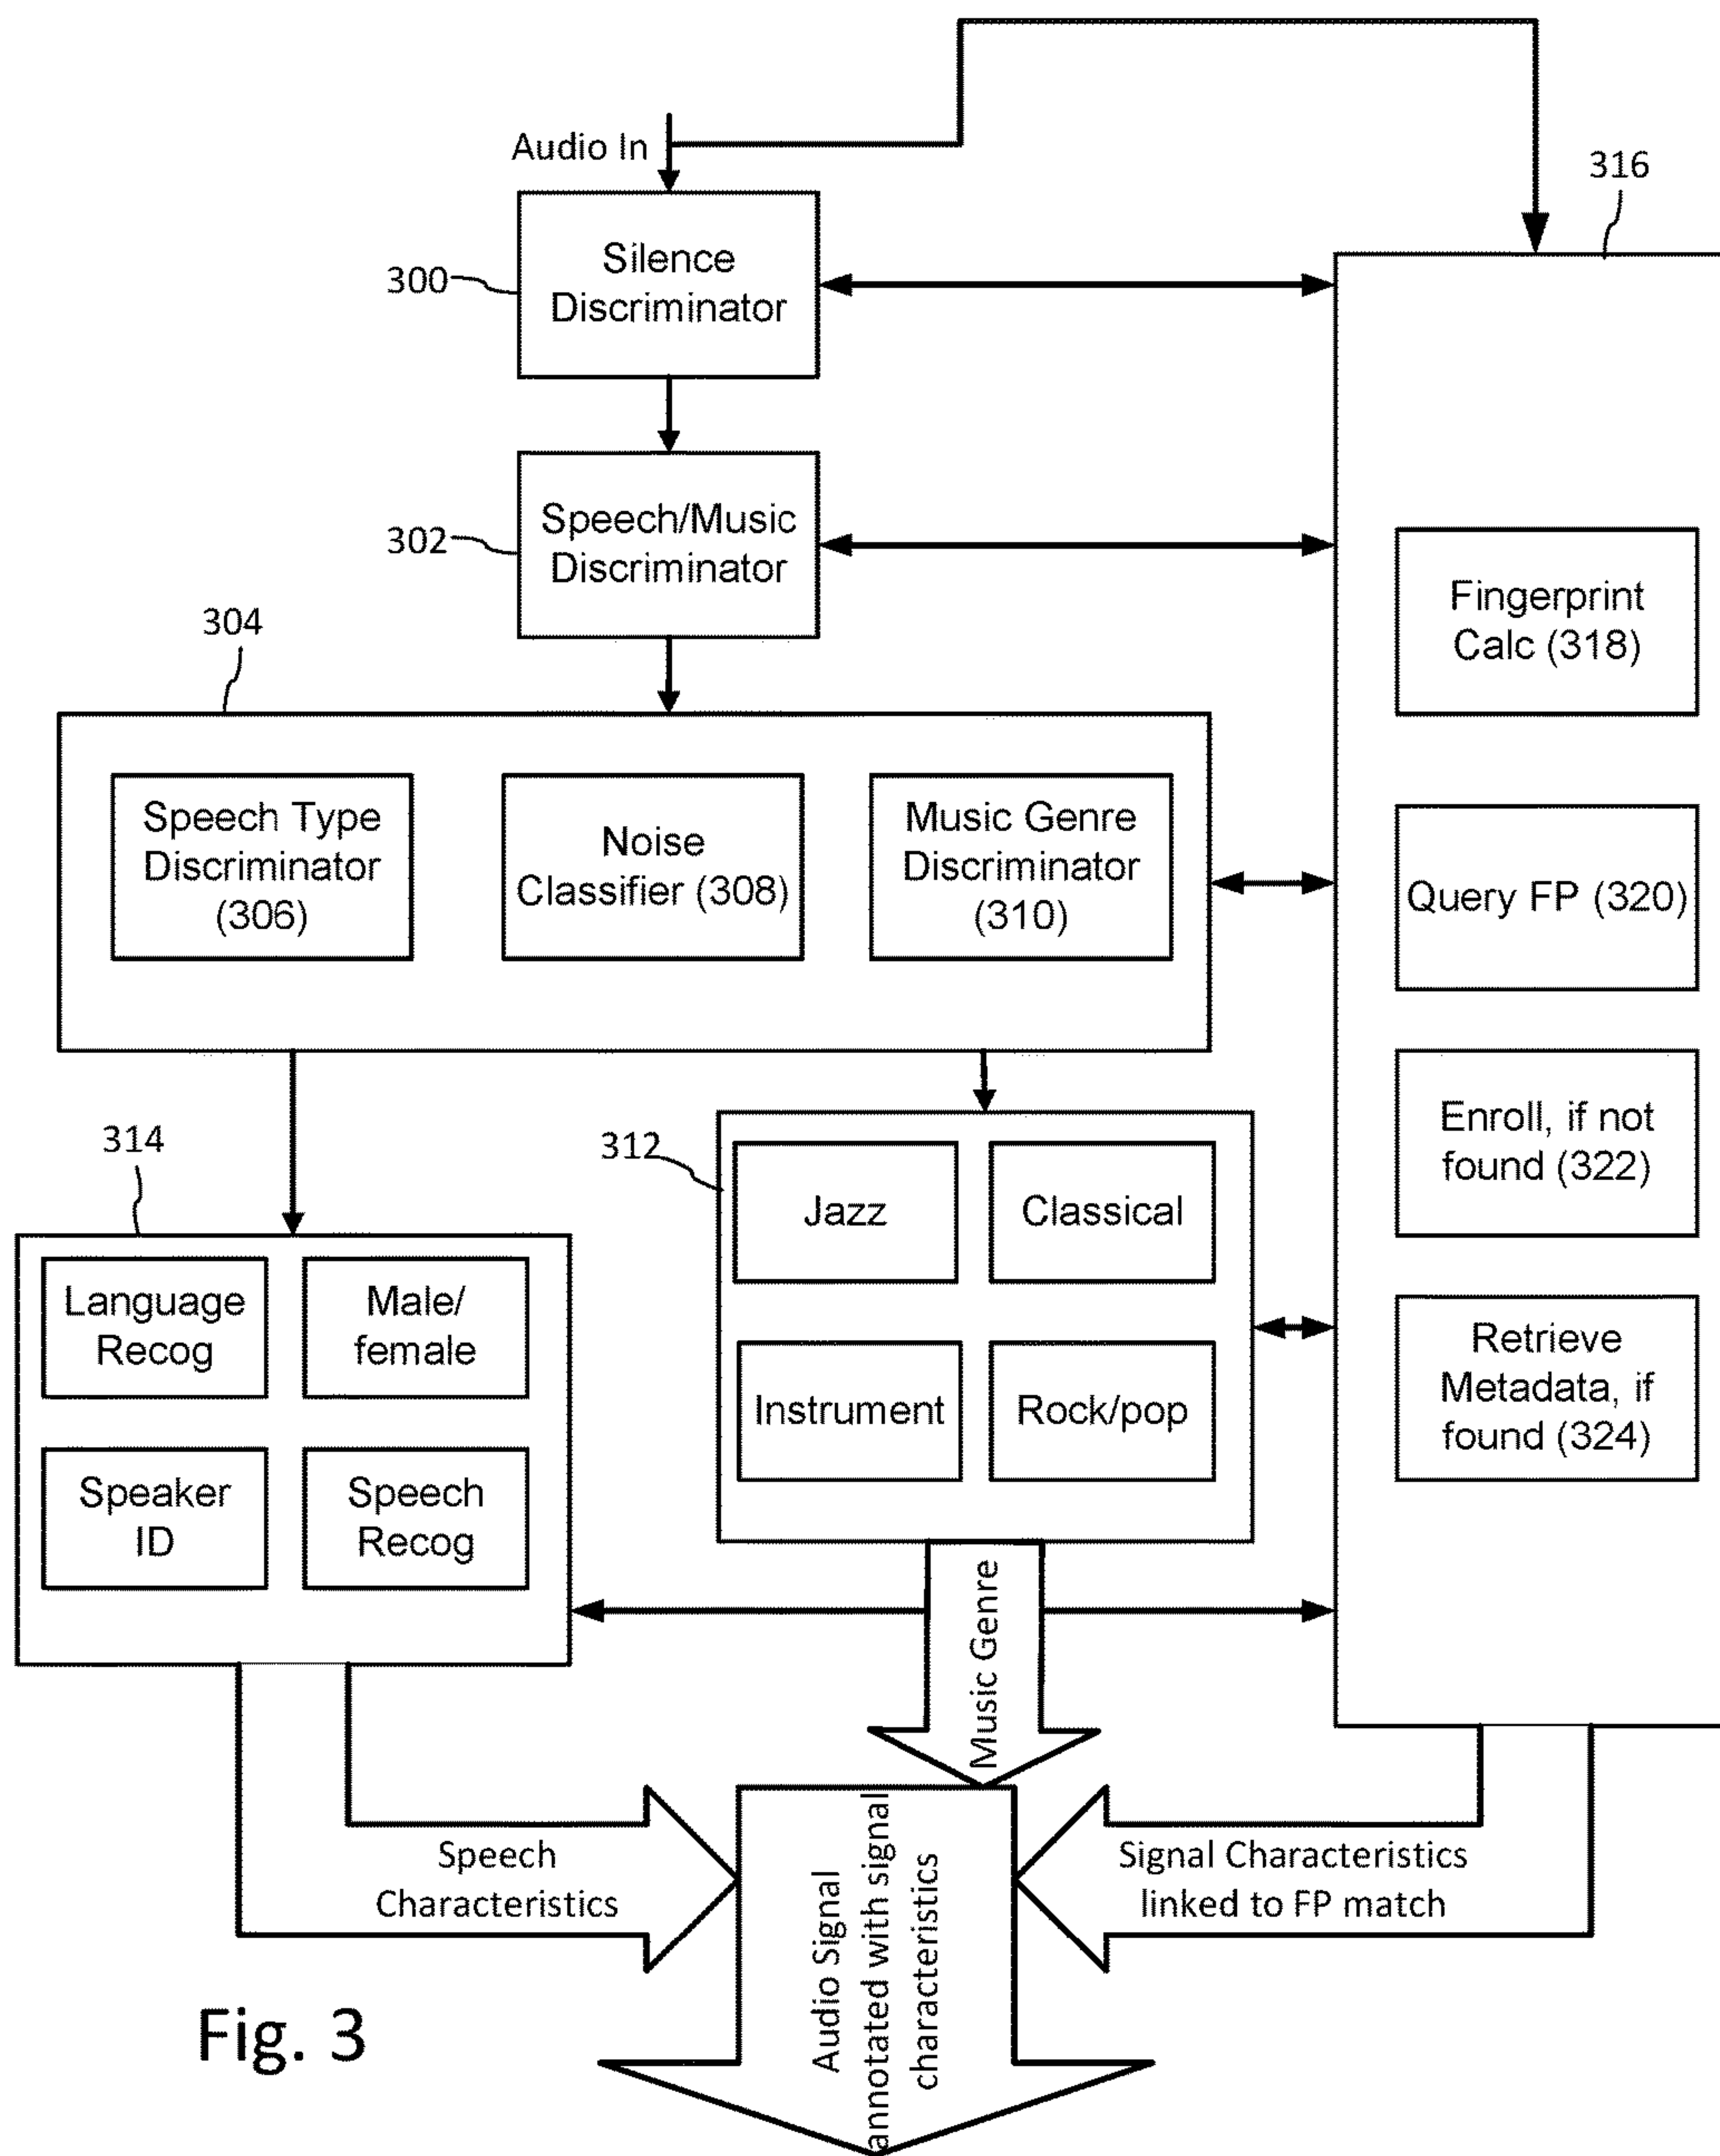 Audio In
316
Silence
Discriminator
300
Speech/Music
Discriminator
302
304
Fingerprint
Calc (318)
Speech Type
Discriminator
(306)
Noise
Classifier (308)
Music Genre
Discriminator
(310)
Query FP (320)
Enroll, if not
found (322)
314
312
Jazz
Classical
Language
Recog
Male/
female
Instrument
Rock/pop
Retrieve
Metadata, if
found (324)
Speaker
ID
Speech
Recog
Music Genre
Speech
Characteristics
Audio Signal
annotated with signal
characteristics
Signal Characteristics
linked to FP match
Fig. 3